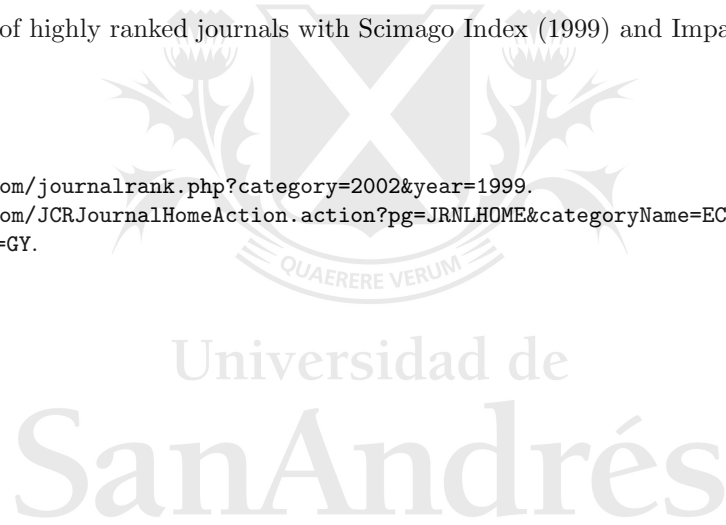 of highly ranked journals with Scimago Index (1999) and Impa
om/journalrank.php?category=2002&year=1999.
om/JCRJournalHomeAction.action?pg=JRNLHOME&categoryName=EC
=GY.
QUAERERE VERUM
Universidad de
SanAndrés